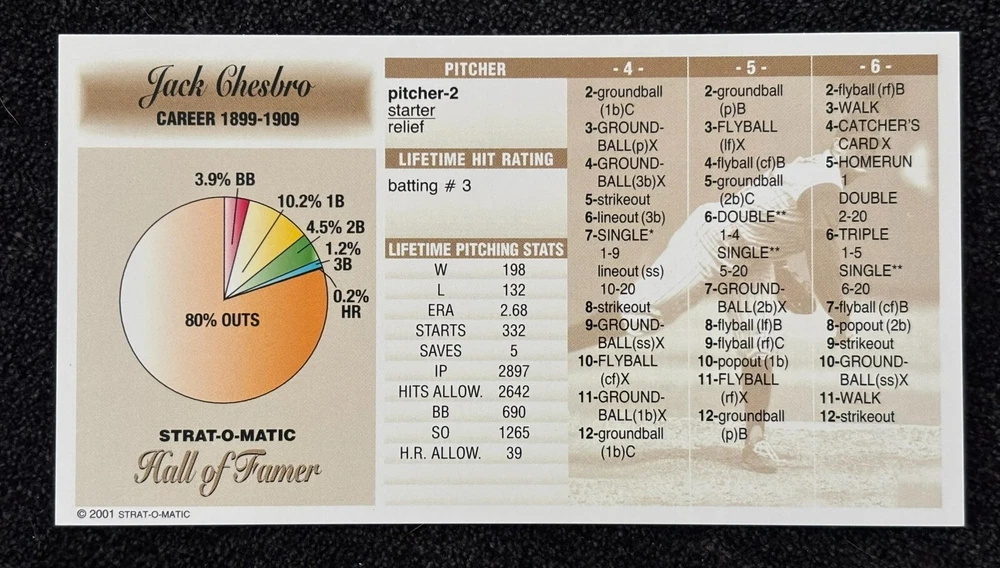 Jack Chesbro
CAREER 1899-1909
3.9% BB
10.2% 1B
4.5% 2B
1.2%
3B
0.2%
HR
80% OUTS
STRAT-O-MATIC
Hall of Famer
© 2001 STRAT-O-MATIC
PITCHER
pitcher-2
starter
relief
LIFETIME HIT RATING
batting # 3
LIFETIME PITCHING STATS
W 198
L 132
ERA 2.68
STARTS 332
SAVES 5
IP 2897
HITS ALLOW. 2642
BB 690
SO 1265
H.R. ALLOW. 39
- 4 -
2-groundball
(1b)C
3-GROUND-
BALL(p)X
4-GROUND-
BALL(3b)X
5-strikeout
6-lineout (3b)
7-SINGLE*
1-9
lineout (ss)
10-20
8-strikeout
9-GROUND-
BALL(ss)X
10-FLYBALL
(cf)X
11-GROUND-
BALL(1b)X
12-groundball
(1b)C
- 5 -
2-groundball
(p)B
3-FLYBALL
(lf)X
4-flyball (cf)B
5-groundball
(2b)C
6-DOUBLE**
1-4
SINGLE**
5-20
7-GROUND-
BALL(2b)X
8-flyball (lf)B
9-flyball (rf)C
10-popout (1b)
11-FLYBALL
(rf)X
12-groundball
(p)B
- 6 -
2-flyball (rf)B
3-WALK
4-CATCHER'S
CARD X
5-HOMERUN
1
DOUBLE
2-20
6-TRIPLE
1-5
SINGLE**
6-20
7-flyball (cf)B
8-popout (2b)
9-strikeout
10-GROUND-
BALL(ss)X
11-WALK
12-strikeout